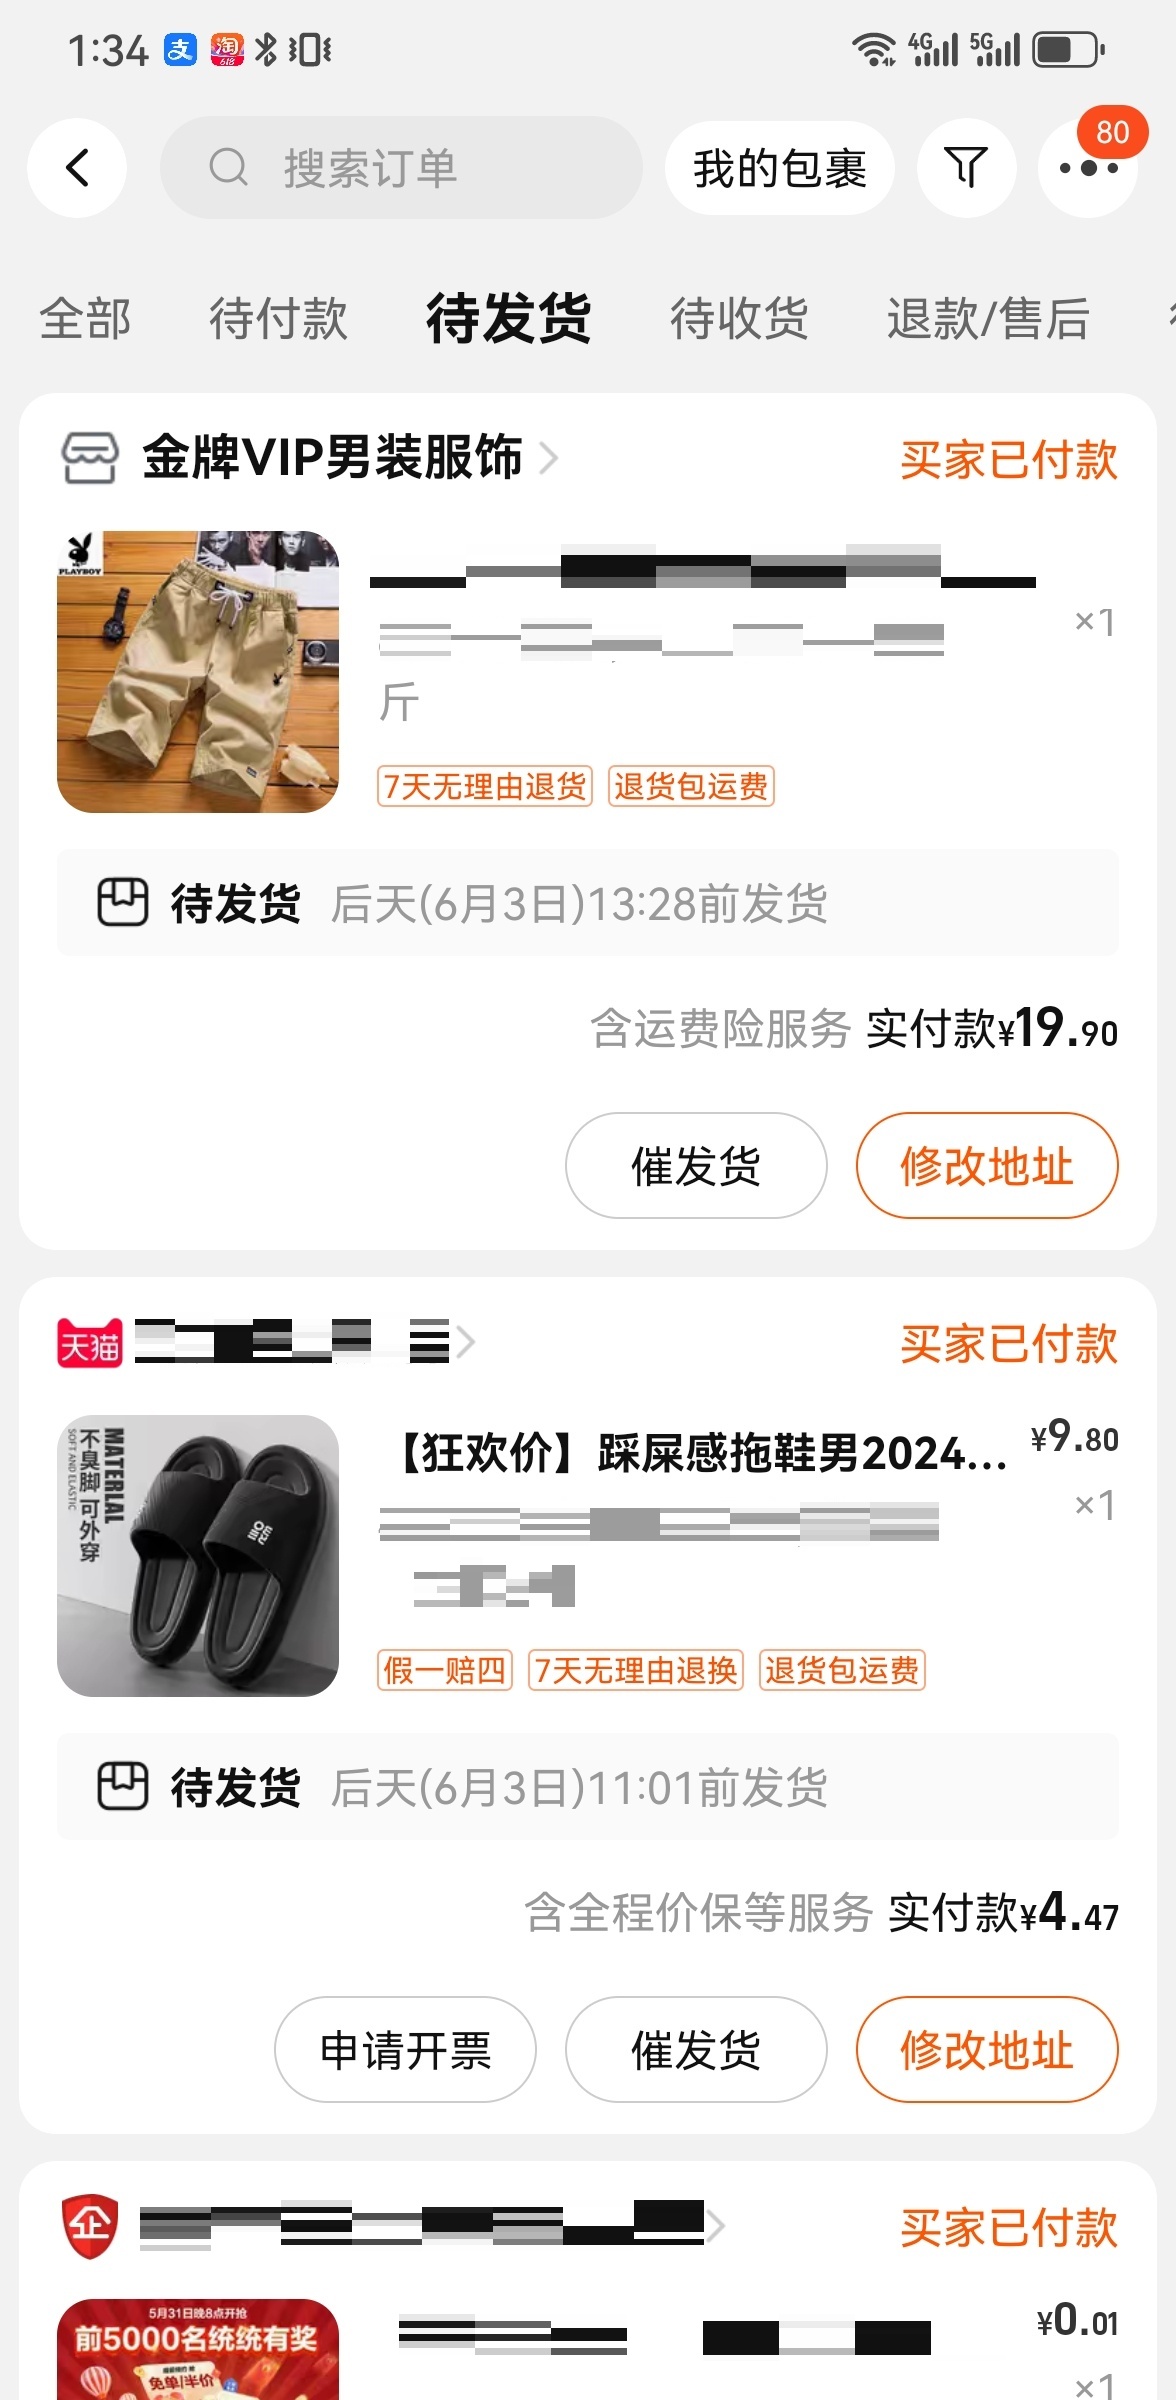 1:34 支 淘 618 4G 5G
搜索订单 我的包裹 80
全部 待付款 待发货 待收货 退款/售后
金牌VIP男装服饰 买家已付款
PLAYBOY
×1
斤
7天无理由退货 退货包运费
待发货 后天(6月3日)13:28前发货
含运费险服务 实付款¥19.90
催发货 修改地址
天猫 买家已付款
MATERLAL
不臭脚 可外穿
SOFT AND ELASTIC
【狂欢价】踩屎感拖鞋男2024... ¥9.80
×1
假一赔四 7天无理由退换 退货包运费
待发货 后天(6月3日)11:01前发货
含全程价保等服务 实付款¥4.47
申请开票 催发货 修改地址
企 买家已付款
5月31日晚8点开抢
前5000名统统有奖
免单/半价
¥0.01
×1